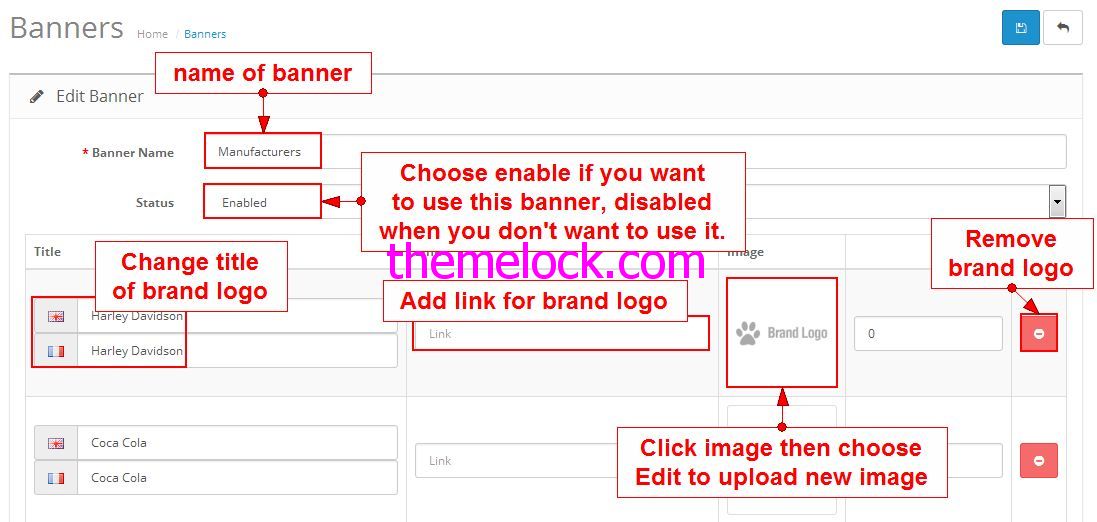 Banners Home / Banners
name of banner
Edit Banner
* Banner Name Manufacturers
Choose enable if you want
to use this banner, disabled
when you don't want to use it.
Status Enabled
Title
Change title
of brand logo
themelock.com
Remove
brand logo
Add link for brand logo
Harley Davidson
Harley Davidson
Link
Brand Logo
0
Click image then choose
Edit to upload new image
Coca Cola
Coca Cola
Link